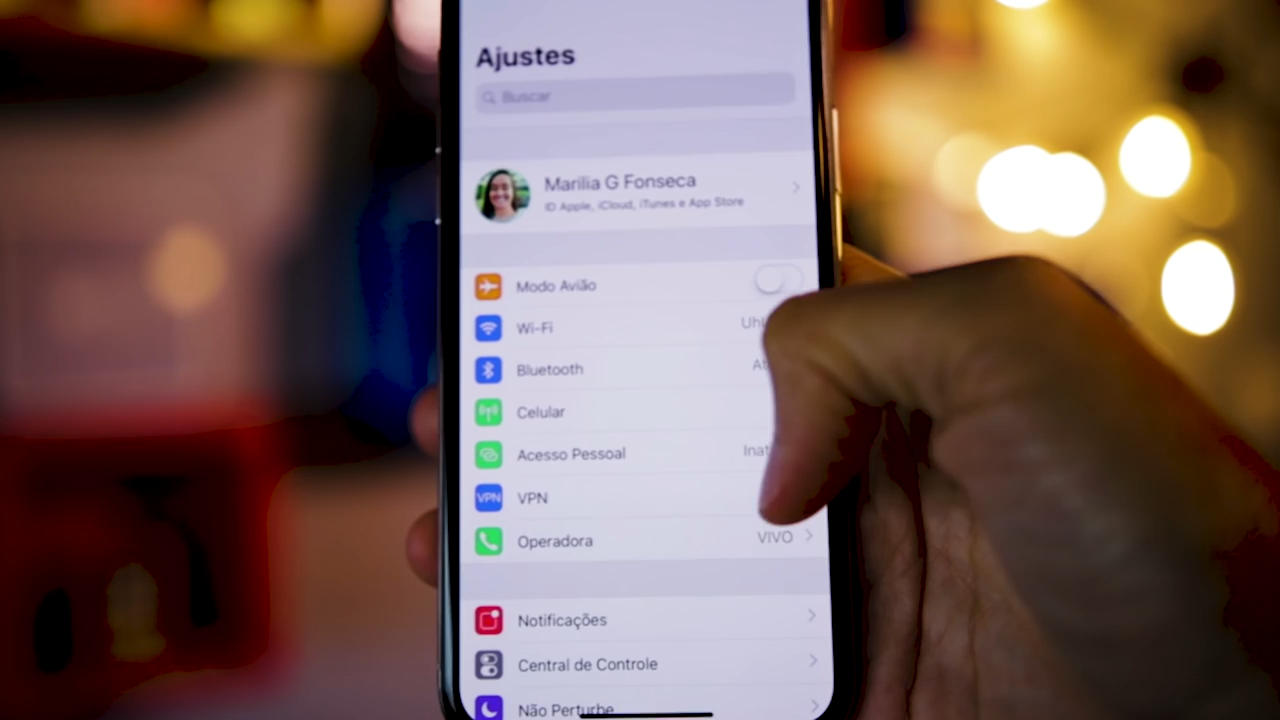 Ajustes
Buscar
Marilia G Fonseca
ID Apple, iCloud, iTunes e App Store
Modo Avião
Wi-Fi
Bluetooth
Celular
Acesso Pessoal
VPN VPN
Operadora VIVO
Notificações
Central de Controle
Não Perturbe